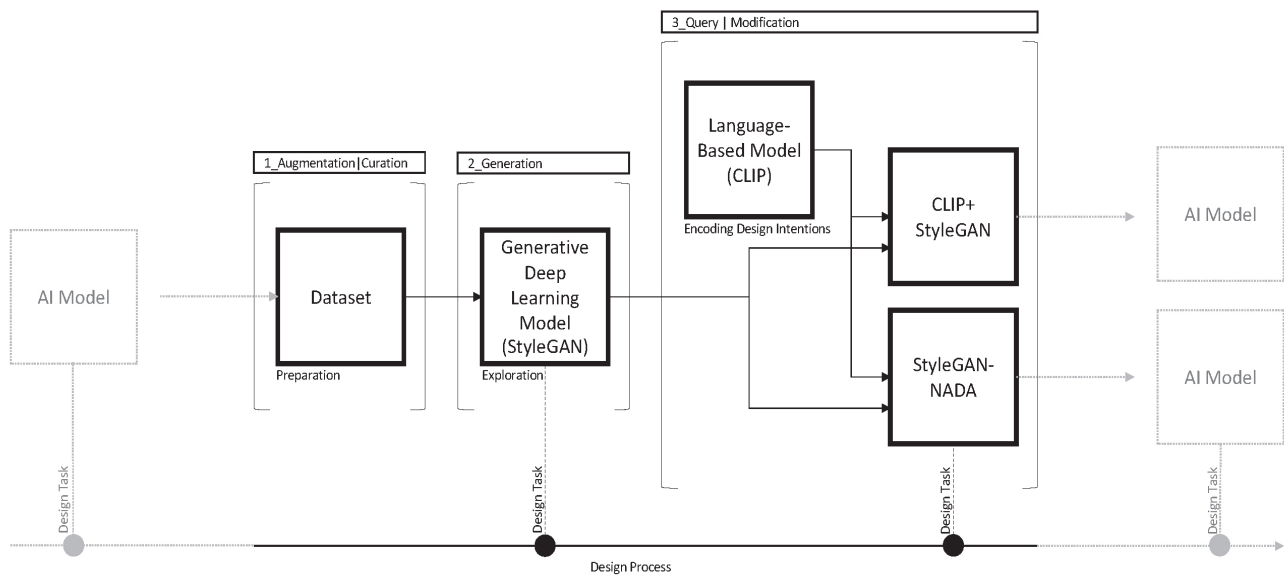 3_Query | Modification
Language-
Based Model
(CLIP)
Encoding Design Intentions
1_Augmentation|Curation
2_Generation
AI Model
Dataset
Preparation
Generative
Deep
Learning
Model
(StyleGAN)
Exploration
CLIP+
StyleGAN
StyleGAN-
NADA
AI Model
AI Model
Design Task
Design Task
Design Task
Design Task
Design Process